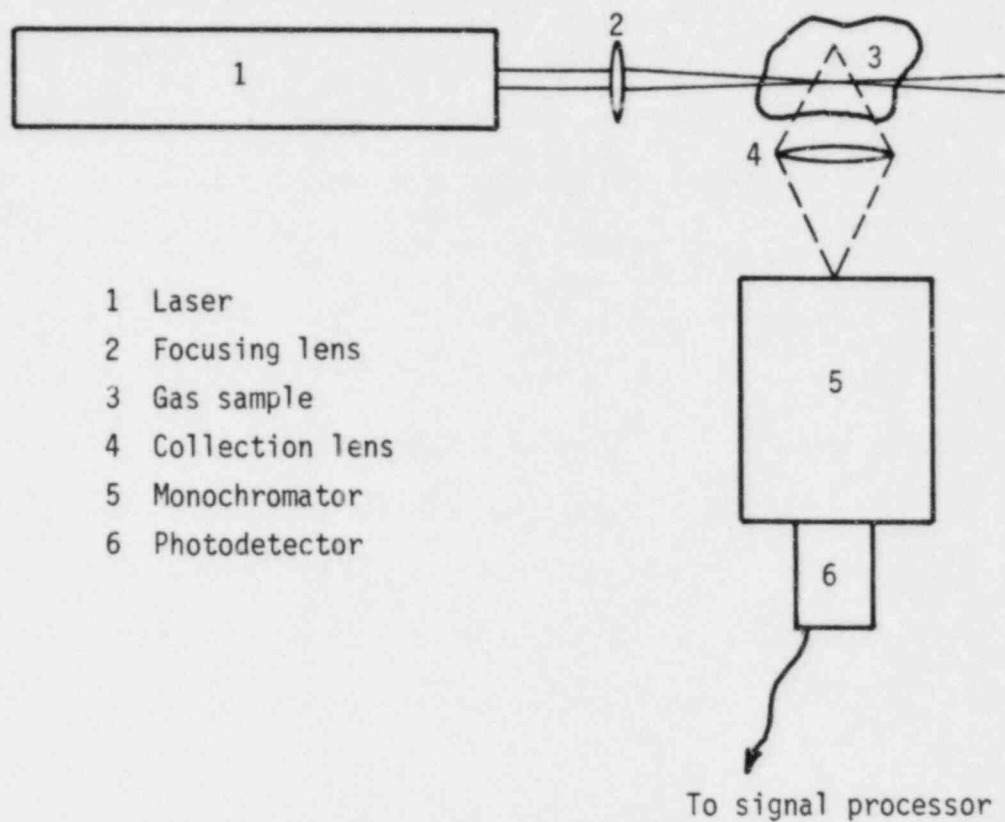 2
1
3
4
1 Laser
2 Focusing lens
3 Gas sample
4 Collection lens
5 Monochromator
6 Photodetector
5
6
To signal processor